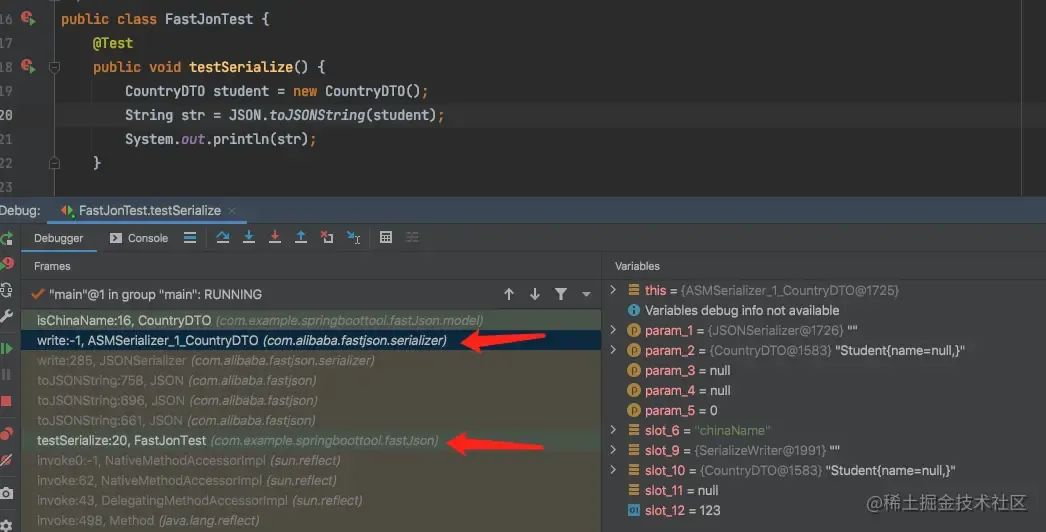 16 public class FastJonTest {
17 @Test
18 public void testSerialize() {
19 CountryDTO student = new CountryDTO();
20 String str = JSON.toJSONString(student);
21 System.out.println(str);
22 }
23
Debug: FastJonTest.testSerialize ×
Debugger Console
Frames
"main"@1 in group "main": RUNNING
isChinaName:16, CountryDTO (com.example.springboottool.fastJson.model)
write:-1, ASMSerializer_1_CountryDTO (com.alibaba.fastjson.serializer)
write:285, JSONSerializer (com.alibaba.fastjson.serializer)
toJSONString:758, JSON (com.alibaba.fastjson)
toJSONString:696, JSON (com.alibaba.fastjson)
toJSONString:661, JSON (com.alibaba.fastjson)
testSerialize:20, FastJonTest (com.example.springboottool.fastJson)
invoke0:-1, NativeMethodAccessorImpl (sun.reflect)
invoke:62, NativeMethodAccessorImpl (sun.reflect)
invoke:43, DelegatingMethodAccessorImpl (sun.reflect)
invoke:498, Method (java.lang.reflect)
Variables
this = {ASMSerializer_1_CountryDTO@1725}
Variables debug info not available
param_1 = {JSONSerializer@1726} ""
param_2 = {CountryDTO@1583} "Student{name=null,}"
param_3 = null
param_4 = null
param_5 = 0
slot_6 = "chinaName"
slot_9 = {SerializeWriter@1991} ""
slot_10 = {CountryDTO@1583} "Student{name=null,}"
slot_11 = null
slot_12 = 123
@稀土掘金技术社区